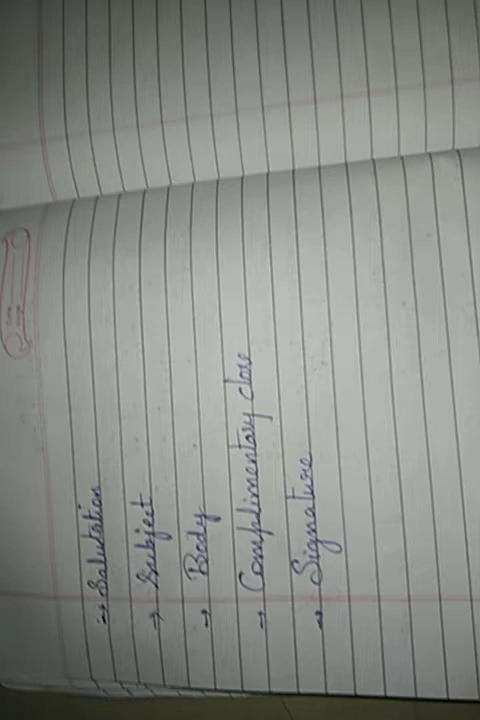 → Salutation
→ Subject
→ Body
→ Complimentary close
→ Signature